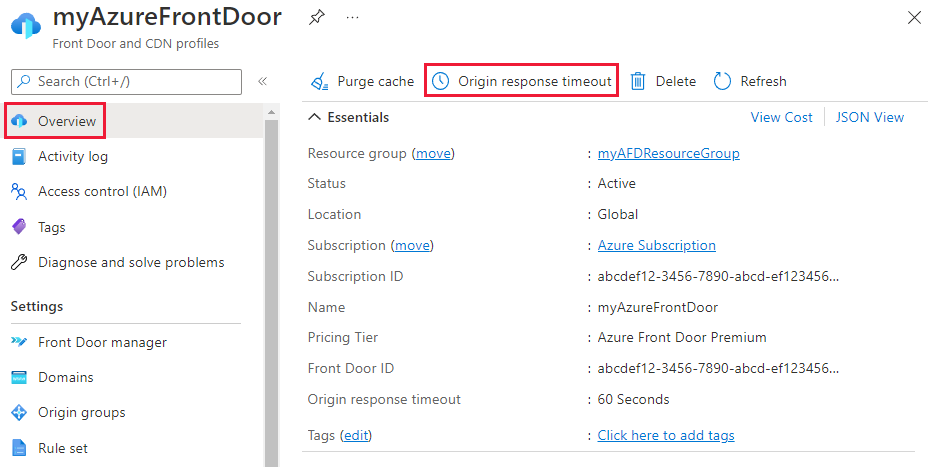 myAzureFrontDoor ...
Front Door and CDN profiles
Search (Ctrl+/)
Overview
Activity log
Access control (IAM)
Tags
Diagnose and solve problems
Settings
Front Door manager
Domains
Origin groups
Rule set
Purge cache Origin response timeout Delete Refresh
Essentials View Cost JSON View
Resource group (move) : myAFDResourceGroup
Status : Active
Location : Global
Subscription (move) : Azure Subscription
Subscription ID : abcdef12-3456-7890-abcd-ef123456...
Name : myAzureFrontDoor
Pricing Tier : Azure Front Door Premium
Front Door ID : abcdef12-3456-7890-abcd-ef123456...
Origin response timeout : 60 Seconds
Tags (edit) : Click here to add tags